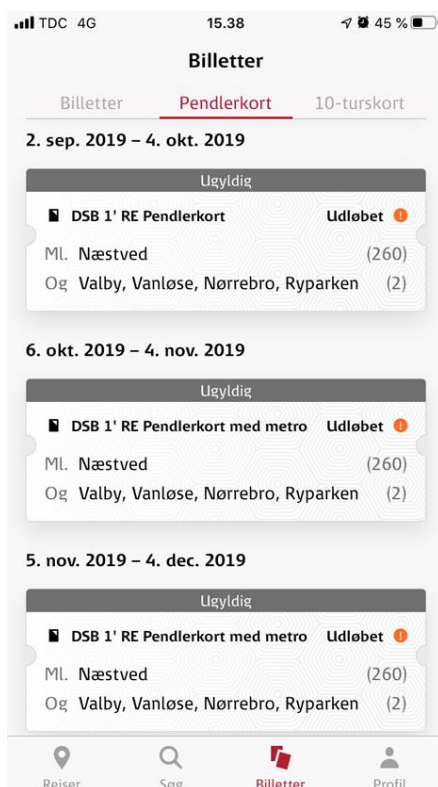 TDC 4G 15.38 45 %
Billetter
Billetter Pendlerkort 10-turskort
2. sep. 2019 – 4. okt. 2019
Ugyldig
DSB 1' RE Pendlerkort Udløbet
Ml. Næstved (260)
Og Valby, Vanløse, Nørrebro, Ryparken (2)
6. okt. 2019 – 4. nov. 2019
Ugyldig
DSB 1' RE Pendlerkort med metro Udløbet
Ml. Næstved (260)
Og Valby, Vanløse, Nørrebro, Ryparken (2)
5. nov. 2019 – 4. dec. 2019
Ugyldig
DSB 1' RE Pendlerkort med metro Udløbet
Ml. Næstved (260)
Og Valby, Vanløse, Nørrebro, Ryparken (2)
Rejser Søg Billetter Profil